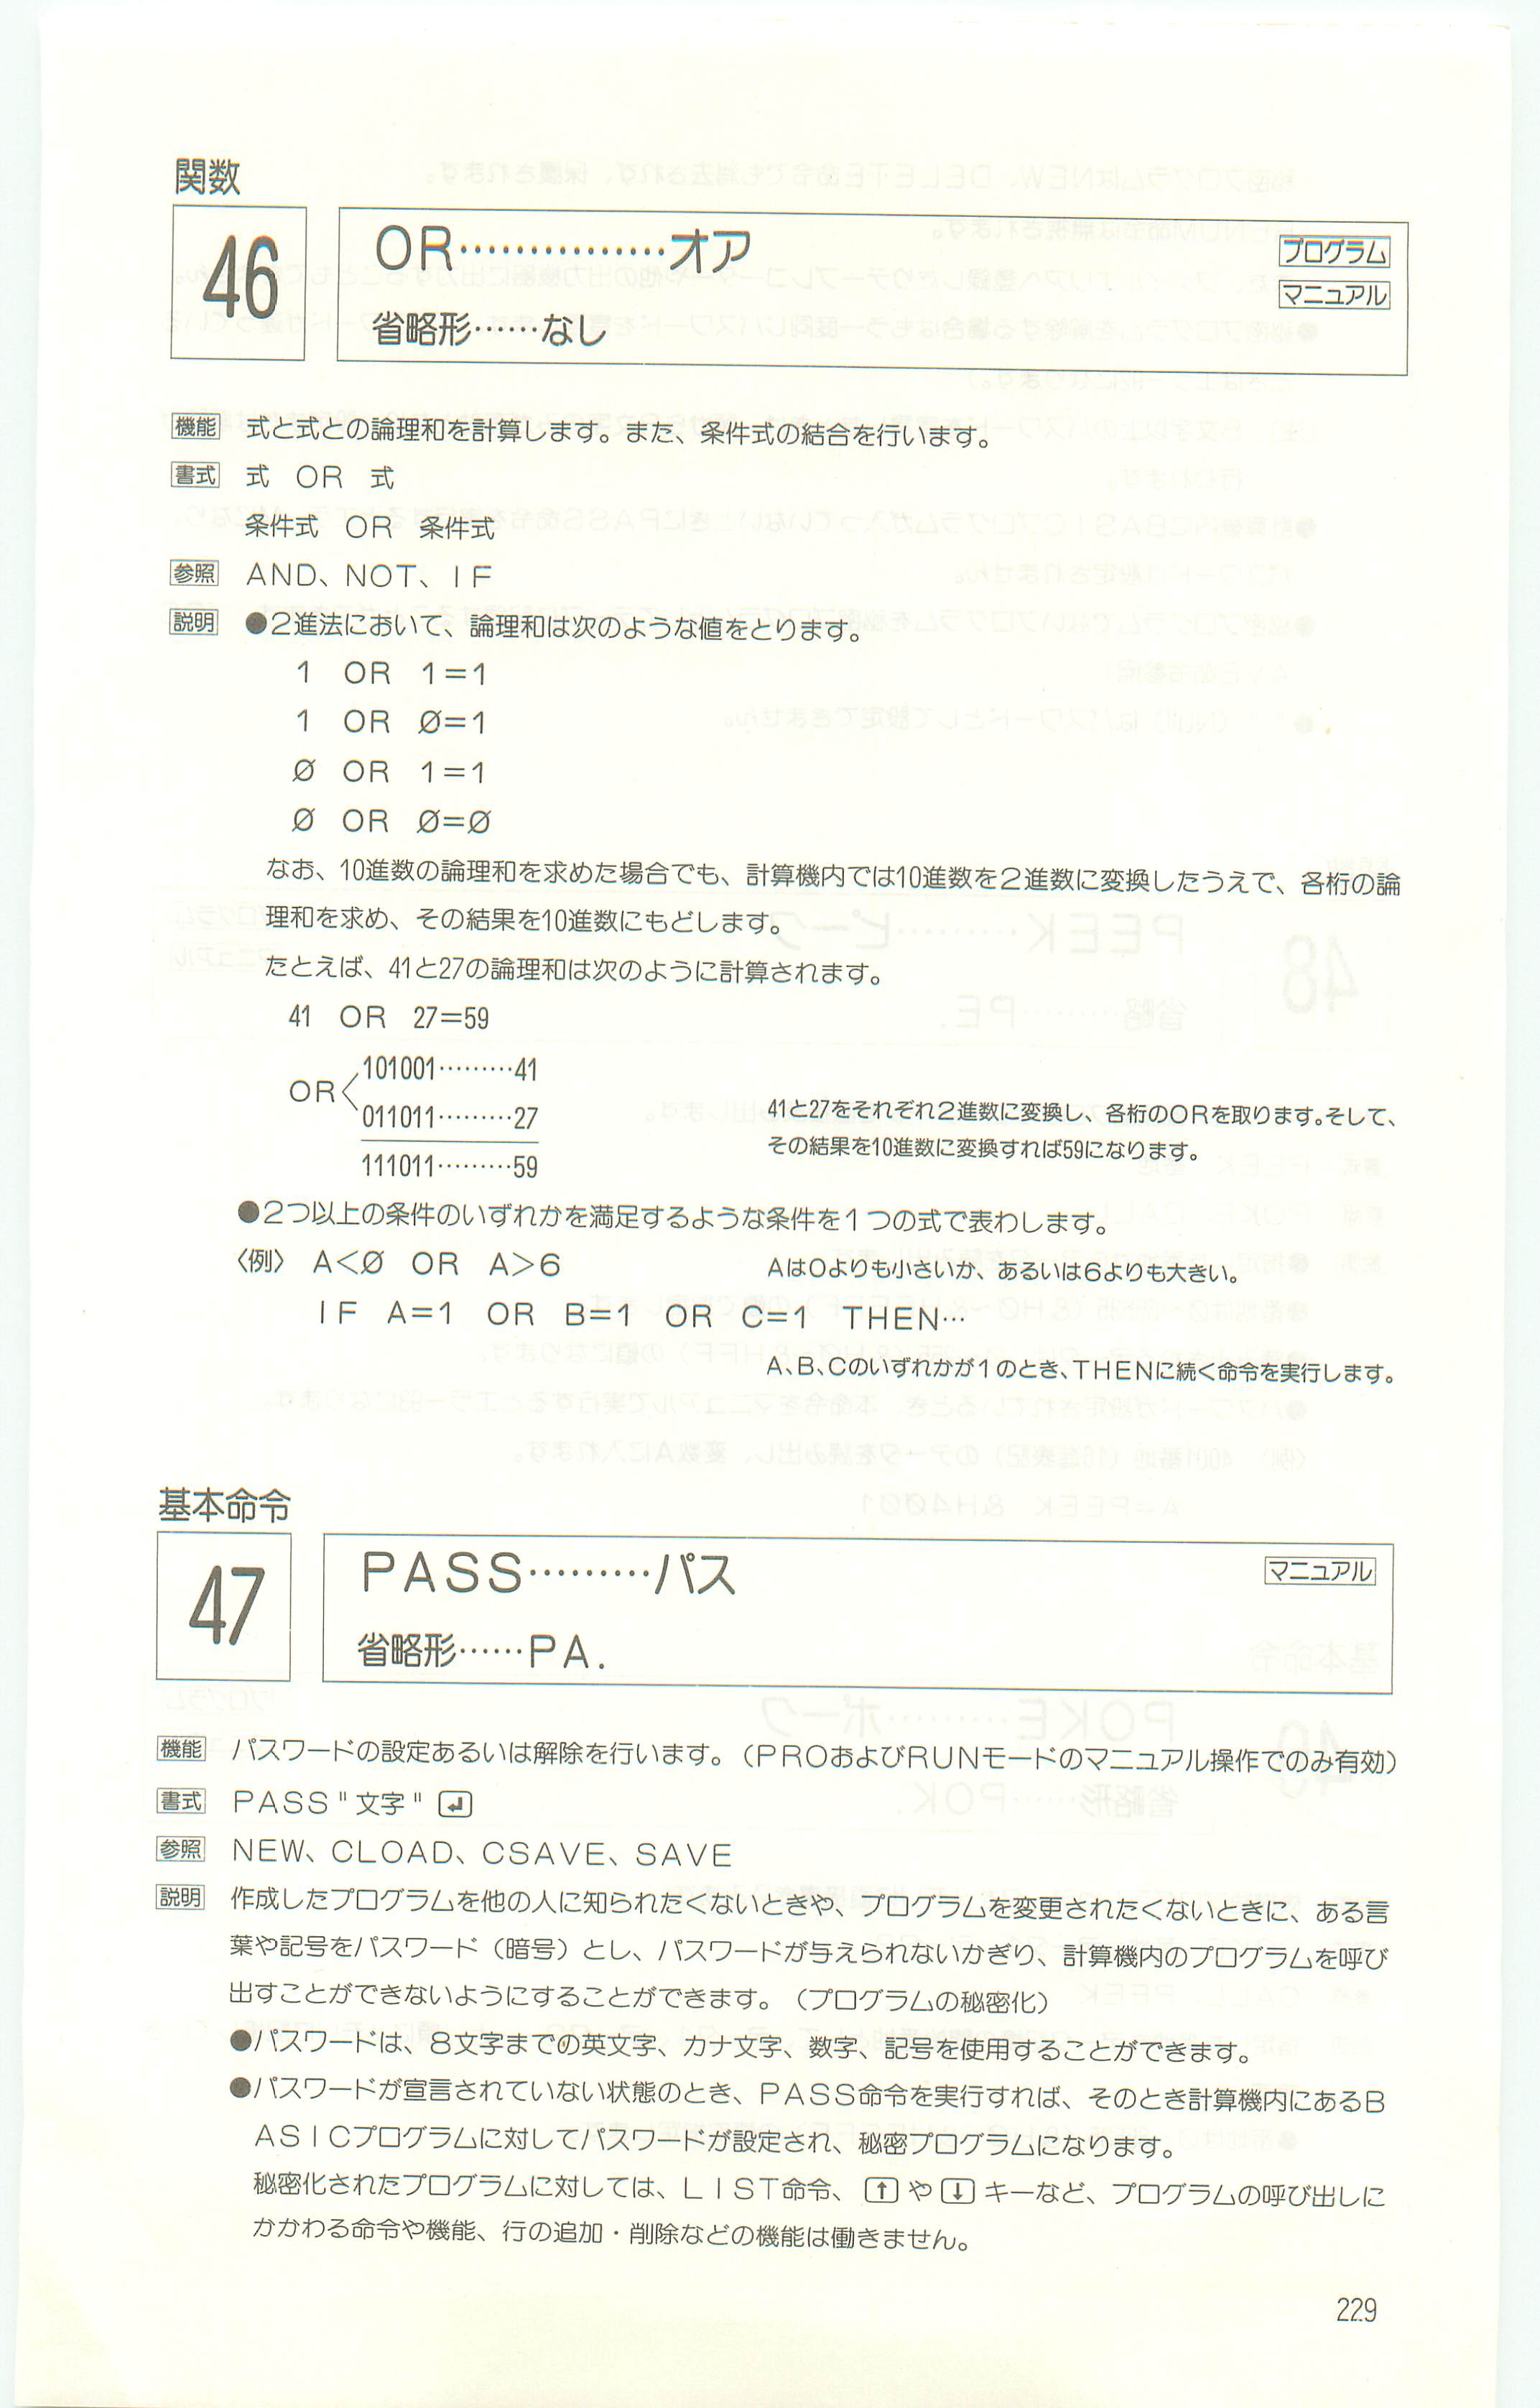 関数
46
OR……………オア
プログラム
マニュアル
省略形……なし
機能 式と式との論理和を計算します。また、条件式の結合を行います。
書式 式 OR 式
条件式 OR 条件式
参照 AND、NOT、IF
説明 ●2進法において、論理和は次のような値をとります。
1 OR 1=1
1 OR Ø=1
Ø OR 1=1
Ø OR Ø=Ø
なお、10進数の論理和を求めた場合でも、計算機内では10進数を2進数に変換したうえで、各桁の論
理和を求め、その結果を10進数にもどします。
たとえば、41と27の論理和は次のように計算されます。
41 OR 27=59
101001………41
OR
011011………27
111011………59
41と27をそれぞれ2進数に変換し、各桁のORを取ります。そして、
その結果を10進数に変換すれば59になります。
●2つ以上の条件のいずれかを満足するような条件を1つの式で表わします。
〈例〉 A<Ø OR A>6 Aは0よりも小さいか、あるいは6よりも大きい。
IF A=1 OR B=1 OR C=1 THEN…
A、B、Cのいずれかが1のとき、THENに続く命令を実行します。
基本命令
47
PASS………パス
マニュアル
省略形……PA.
機能 パスワードの設定あるいは解除を行います。(PROおよびRUNモードのマニュアル操作でのみ有効)
書式 PASS"文字" ↵
参照 NEW、CLOAD、CSAVE、SAVE
説明 作成したプログラムを他の人に知られたくないときや、プログラムを変更されたくないときに、ある言
葉や記号をパスワード(暗号)とし、パスワードが与えられないかぎり、計算機内のプログラムを呼び
出すことができないようにすることができます。(プログラムの秘密化)
●パスワードは、8文字までの英文字、カナ文字、数字、記号を使用することができます。
●パスワードが宣言されていない状態のとき、PASS命令を実行すれば、そのとき計算機内にあるB
ASICプログラムに対してパスワードが設定され、秘密プログラムになります。
秘密化されたプログラムに対しては、LIST命令、↑や↓キーなど、プログラムの呼び出しに
かかわる命令や機能、行の追加・削除などの機能は働きません。
229